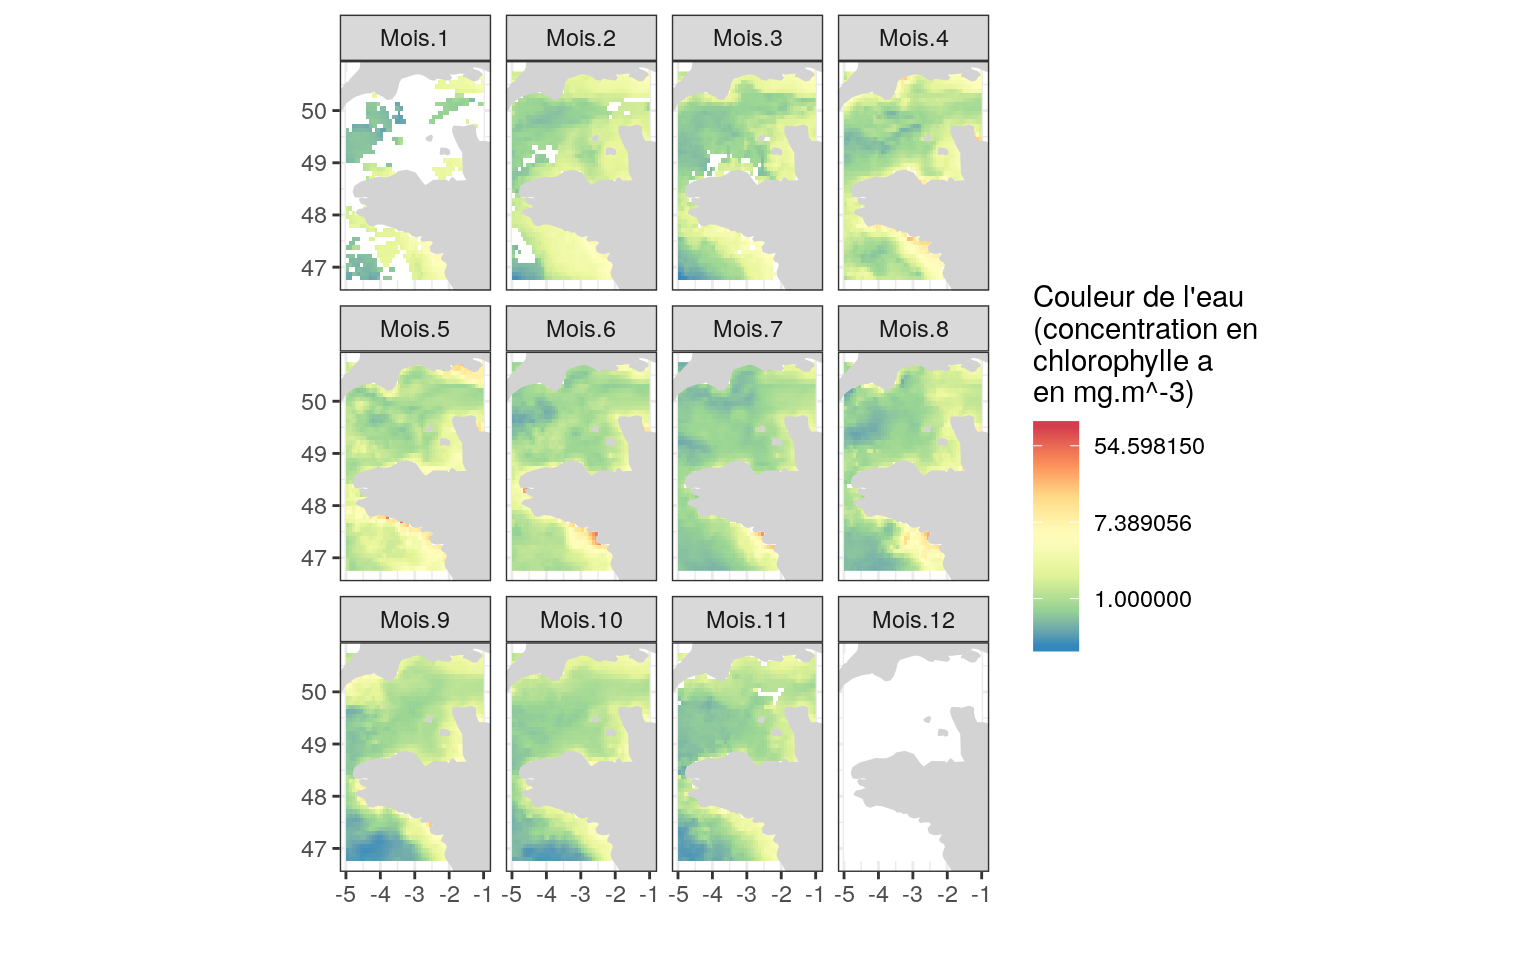 Mois.1 Mois.2 Mois.3 Mois.4
50
49
48
47
Mois.5 Mois.6 Mois.7 Mois.8
50
49
48
47
Mois.9 Mois.10 Mois.11 Mois.12
50
49
48
47
-5 -4 -3 -2 -1 -5 -4 -3 -2 -1 -5 -4 -3 -2 -1 -5 -4 -3 -2 -1
Couleur de l'eau
(concentration en
chlorophylle a
en mg.m^-3)
54.598150
7.389056
1.000000